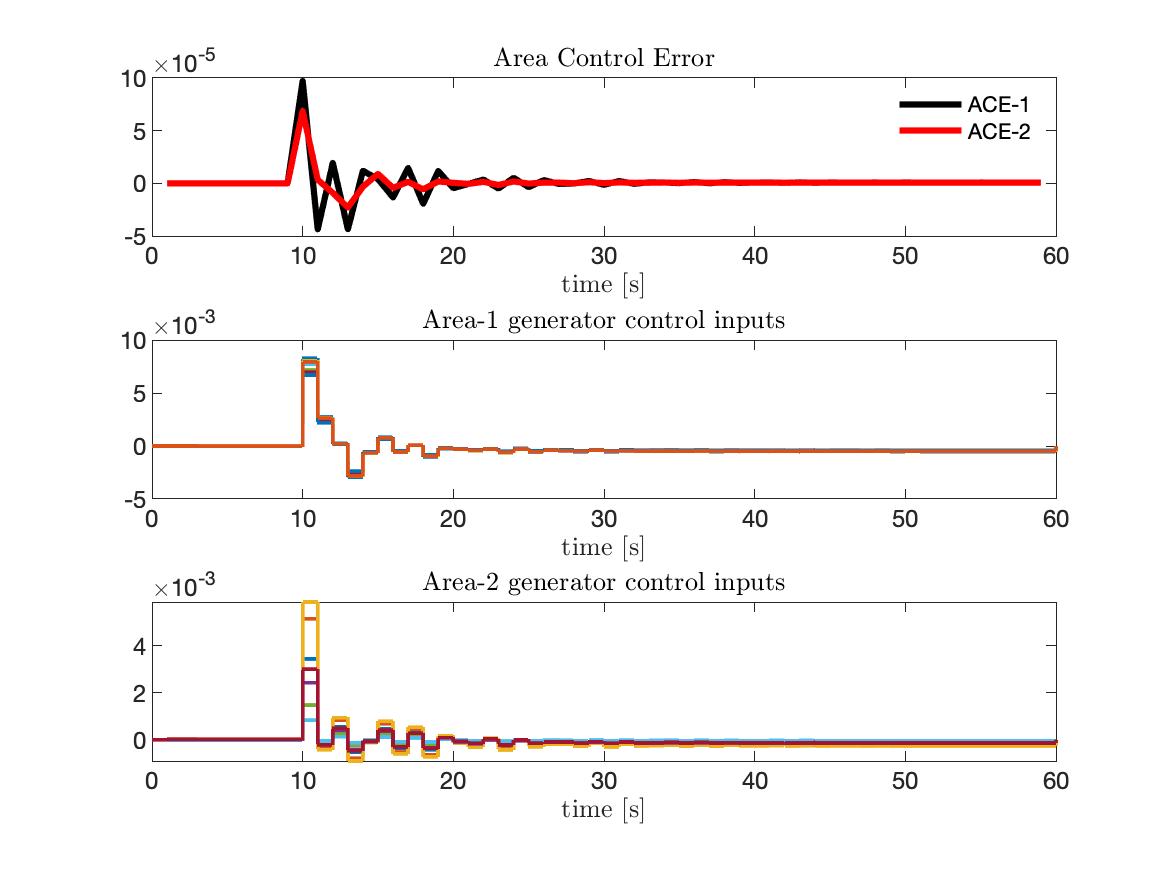 ×10-5
Area Control Error
10
5
0
-5
ACE-1
ACE-2
0 10 20 30 40 50 60
time [s]
×10-3
Area-1 generator control inputs
10
5
0
-5
0 10 20 30 40 50 60
time [s]
×10-3
Area-2 generator control inputs
4
2
0
0 10 20 30 40 50 60
time [s]